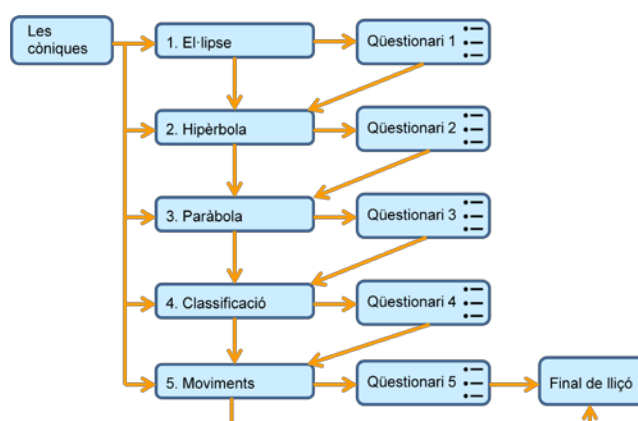 Les
còniques
1. El·lipse
Qüestionari 1
2. Hipèrbola
Qüestionari 2
3. Paràbola
Qüestionari 3
4. Classificació
Qüestionari 4
5. Moviments
Qüestionari 5
Final de lliçó